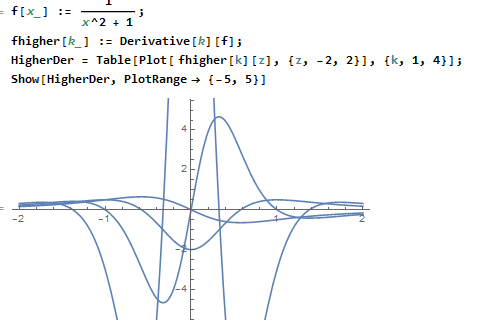 f[x_] := 1/(x^2 + 1);
fhigher[k_] := Derivative[k][f];
HigherDer = Table[Plot[ fhigher[k][z], {z, -2, 2}], {k, 1, 4}];
Show[HigherDer, PlotRange → {-5, 5}]
4
2
-2 -1 1 2
-2
-4